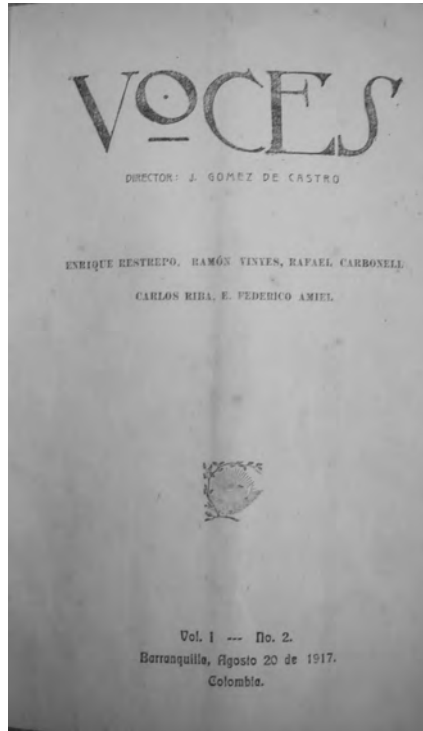 VOCES
DIRECTOR: J. GOMEZ DE CASTRO
ENRIQUE RESTREPO, RAMÓN VINYES, RAFAEL CARBONELL
CARLOS RIBA, E. FEDERICO AMIEL
Vol. I --- No. 2.
Barranquilla, Agosto 20 de 1917.
Colombia.